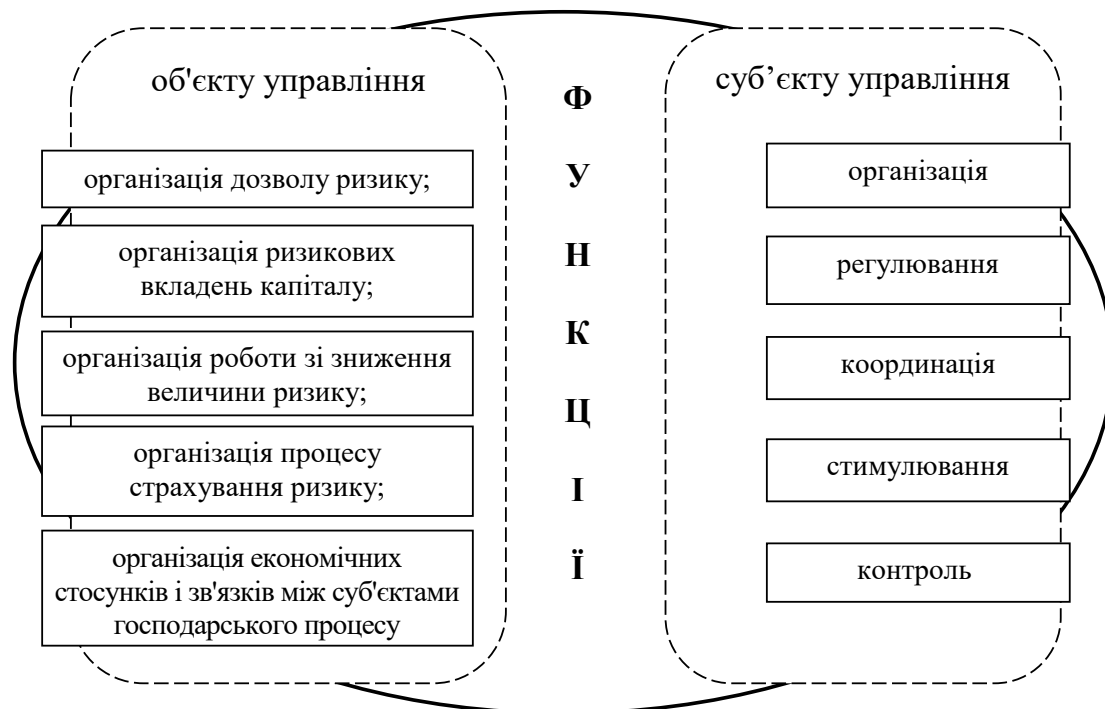 об'єкту управління
організація дозволу ризику;
організація ризикових
вкладень капіталу;
організація роботи зі зниження
величини ризику;
організація процесу
страхування ризику;
організація економічних
стосунків і зв'язків між суб'єктами
господарського процесу
Ф
У
Н
К
Ц
І
Ї
суб’єкту управління
організація
регулювання
координація
стимулювання
контроль